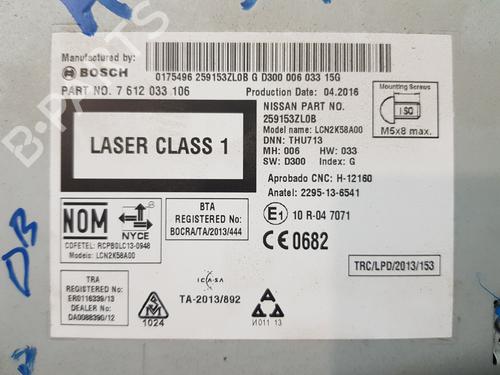 Manufactured by:
BOSCH
0175496 259153ZL0B G D300 006 033 15G
PART NO. 7 612 033 106
Production Date: 04.2016
Mounting Screws
ISO
M5x8 max.
LASER CLASS 1
NISSAN PART NO.
259153ZL0B
Model name: LCN2K58A00
DNN: THU713
MH: 006 HW: 033
SW: D300 Index: G
Aprobado CNC: H-12160
Anatel: 2295-13-6541
E1 10 R-04 7071
CE 0682
NOM
NYCE
COFETEL: RCPBOLC13-0948
Modelo: LCN2K58A00
BTA
REGISTERED No:
BOCRA/TA/2013/444
TRC/LPD/2013/153
TRA
REGISTERED No:
ER0116339/13
DEALER No:
DA0088390/12
1024
ICASA
TA-2013/892
И011 13
B-PARTS
DB